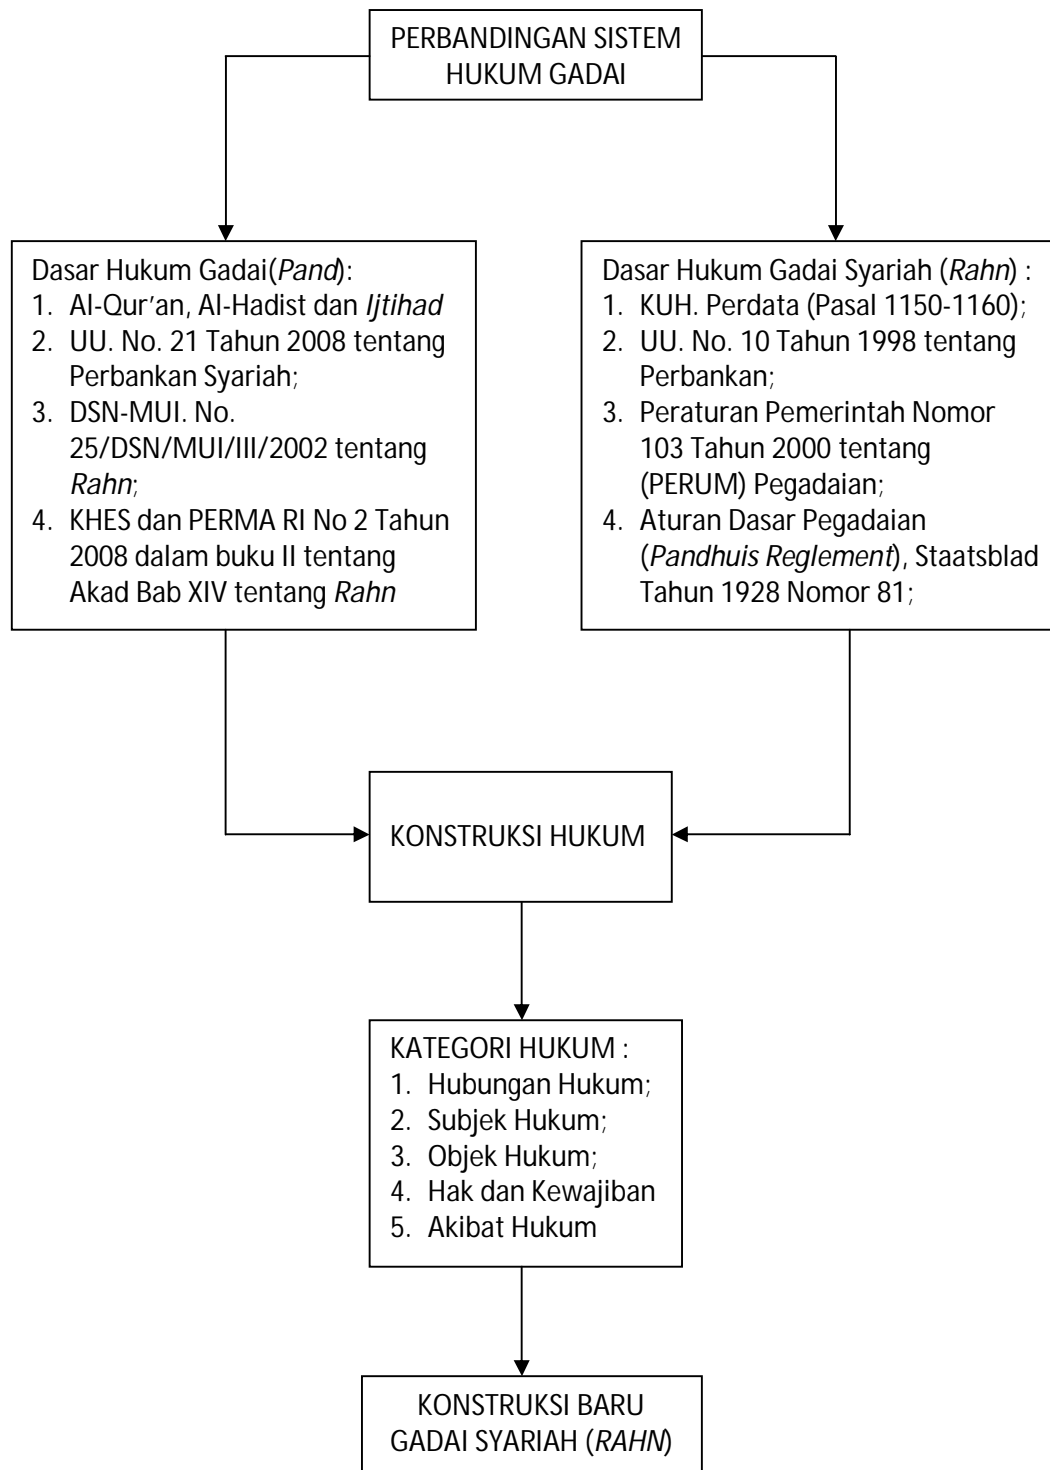 PERBANDINGAN SISTEM
HUKUM GADAI
Dasar Hukum Gadai(Pand):
1. Al-Qur’an, Al-Hadist dan Ijtihad
2. UU. No. 21 Tahun 2008 tentang
Perbankan Syariah;
3. DSN-MUI. No.
25/DSN/MUI/III/2002 tentang
Rahn;
4. KHES dan PERMA RI No 2 Tahun
2008 dalam buku II tentang
Akad Bab XIV tentang Rahn
Dasar Hukum Gadai Syariah (Rahn) :
1. KUH. Perdata (Pasal 1150-1160);
2. UU. No. 10 Tahun 1998 tentang
Perbankan;
3. Peraturan Pemerintah Nomor
103 Tahun 2000 tentang
(PERUM) Pegadaian;
4. Aturan Dasar Pegadaian
(Pandhuis Reglement), Staatsblad
Tahun 1928 Nomor 81;
KONSTRUKSI HUKUM
KATEGORI HUKUM :
1. Hubungan Hukum;
2. Subjek Hukum;
3. Objek Hukum;
4. Hak dan Kewajiban
5. Akibat Hukum
KONSTRUKSI BARU
GADAI SYARIAH (RAHN)